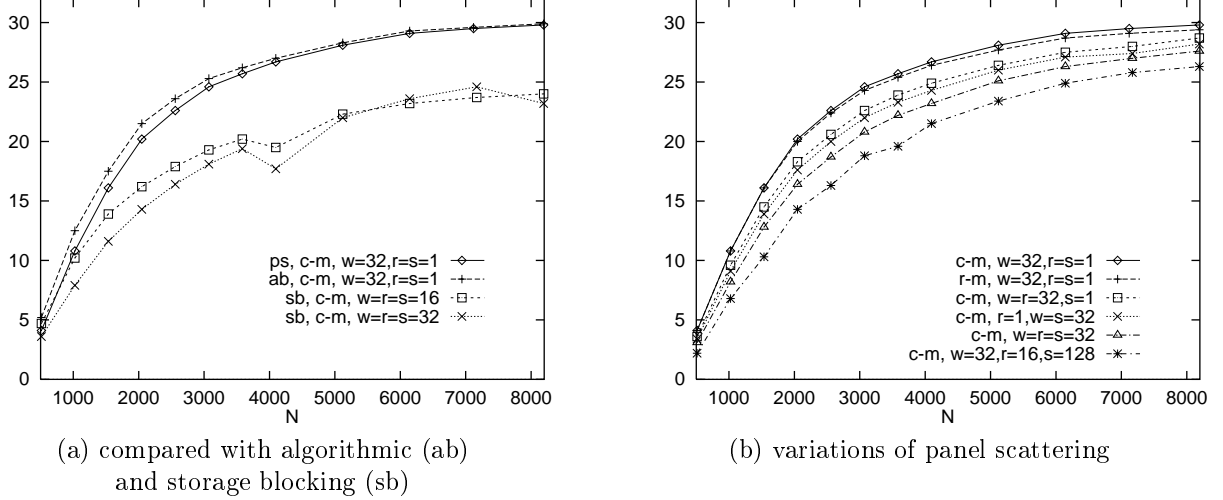 30
25
20
15
10
5
0
ps, c-m, w=32,r=s=1
ab, c-m, w=32,r=s=1
sb, c-m, w=r=s=16
sb, c-m, w=r=s=32
1000 2000 3000 4000 5000 6000 7000 8000
N
(a) compared with algorithmic (ab)
and storage blocking (sb)
30
25
20
15
10
5
0
c-m, w=32,r=s=1
r-m, w=32,r=s=1
c-m, w=r=32,s=1
c-m, r=1,w=s=32
c-m, w=r=s=32
c-m, w=32,r=16,s=128
1000 2000 3000 4000 5000 6000 7000 8000
N
(b) variations of panel scattering